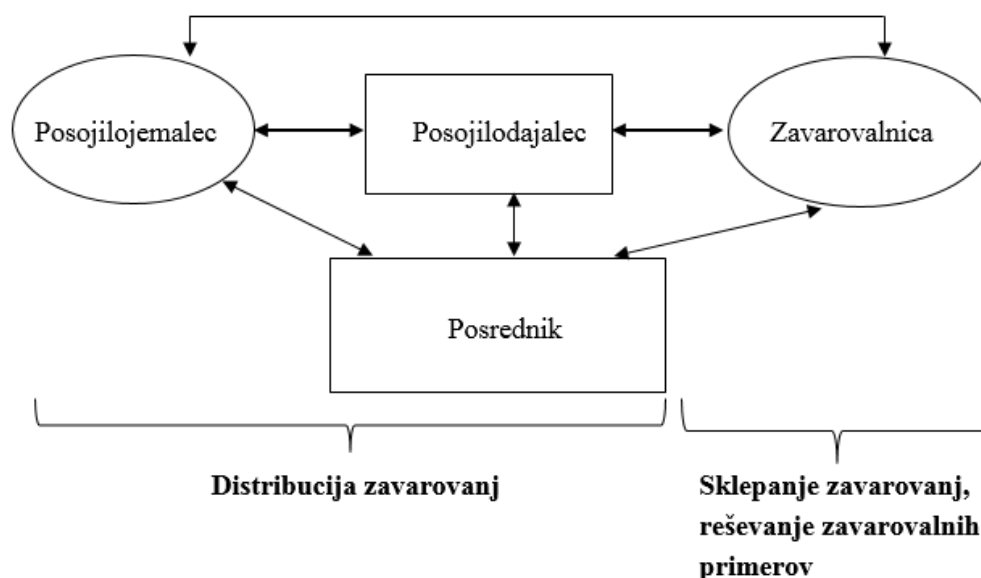 Posojilojemalec
Posojilodajalec
Zavarovalnica
Posrednik
Distribucija zavarovanj
Sklepanje zavarovanj,
reševanje zavarovalnih
primerov